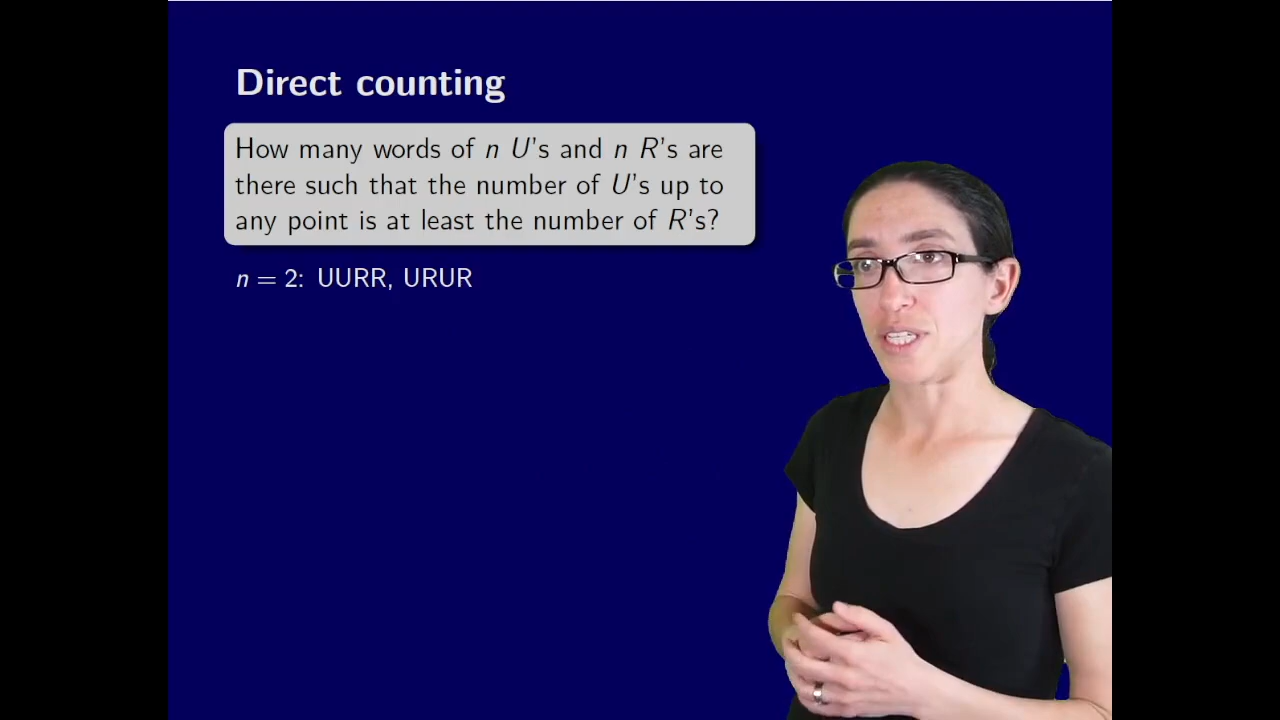 Direct counting
How many words of n U's and n R's are
there such that the number of U's up to
any point is at least the number of R's?
n = 2: UURR, URUR